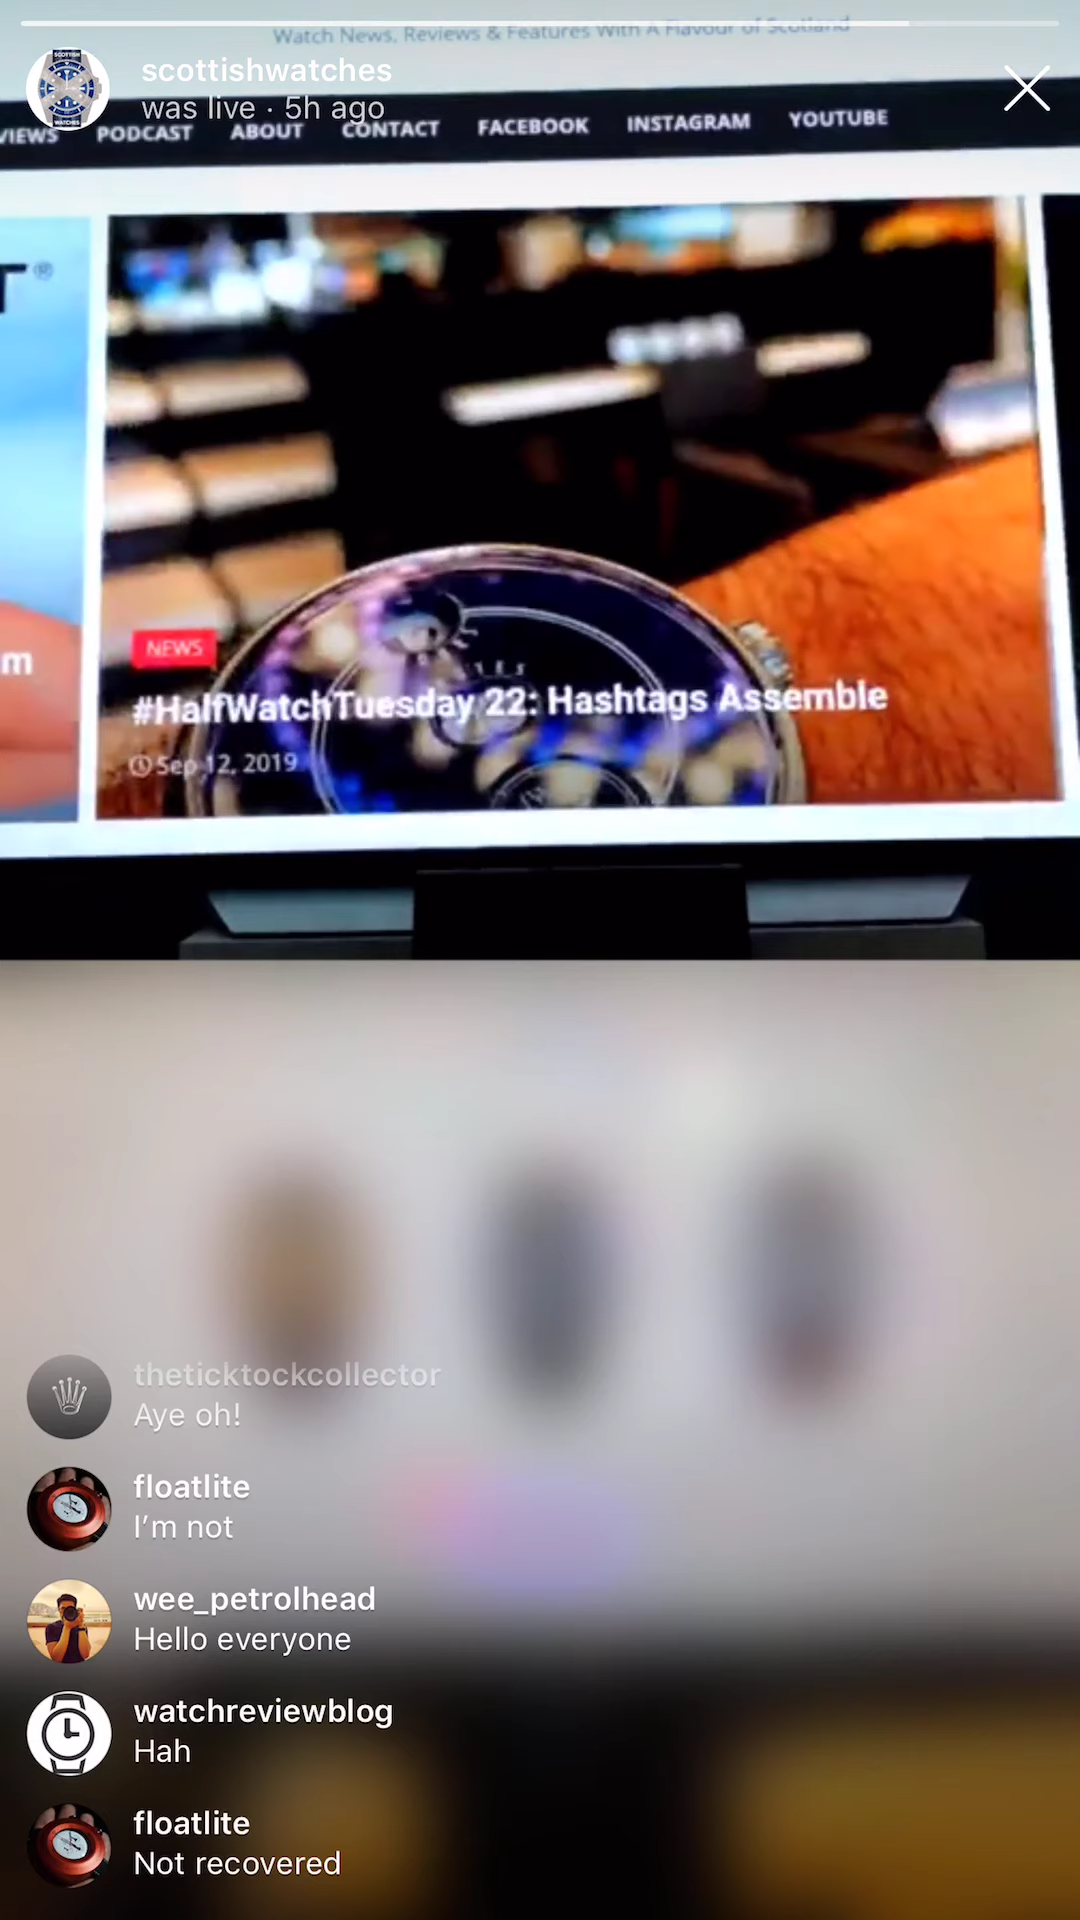 Watch News, Reviews & Features With A Flavour of Scotland
scottishwatches
was live · 5h ago
VIEWS PODCAST ABOUT CONTACT FACEBOOK INSTAGRAM YOUTUBE
T®
m
NEWS
#HalfWatchTuesday 22: Hashtags Assemble
Sep 12, 2019
theticktockcollector
Aye oh!
floatlite
I’m not
wee_petrolhead
Hello everyone
watchreviewblog
Hah
floatlite
Not recovered